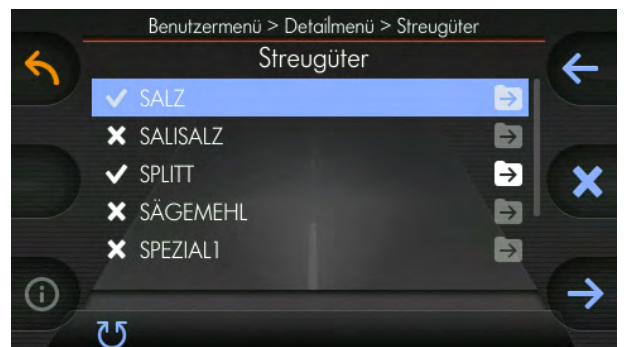 Benutzermenü > Detailmenü > Streugüter
Streugüter
SALZ
SALISALZ
SPLITT
SÄGEMEHL
SPEZIAL1